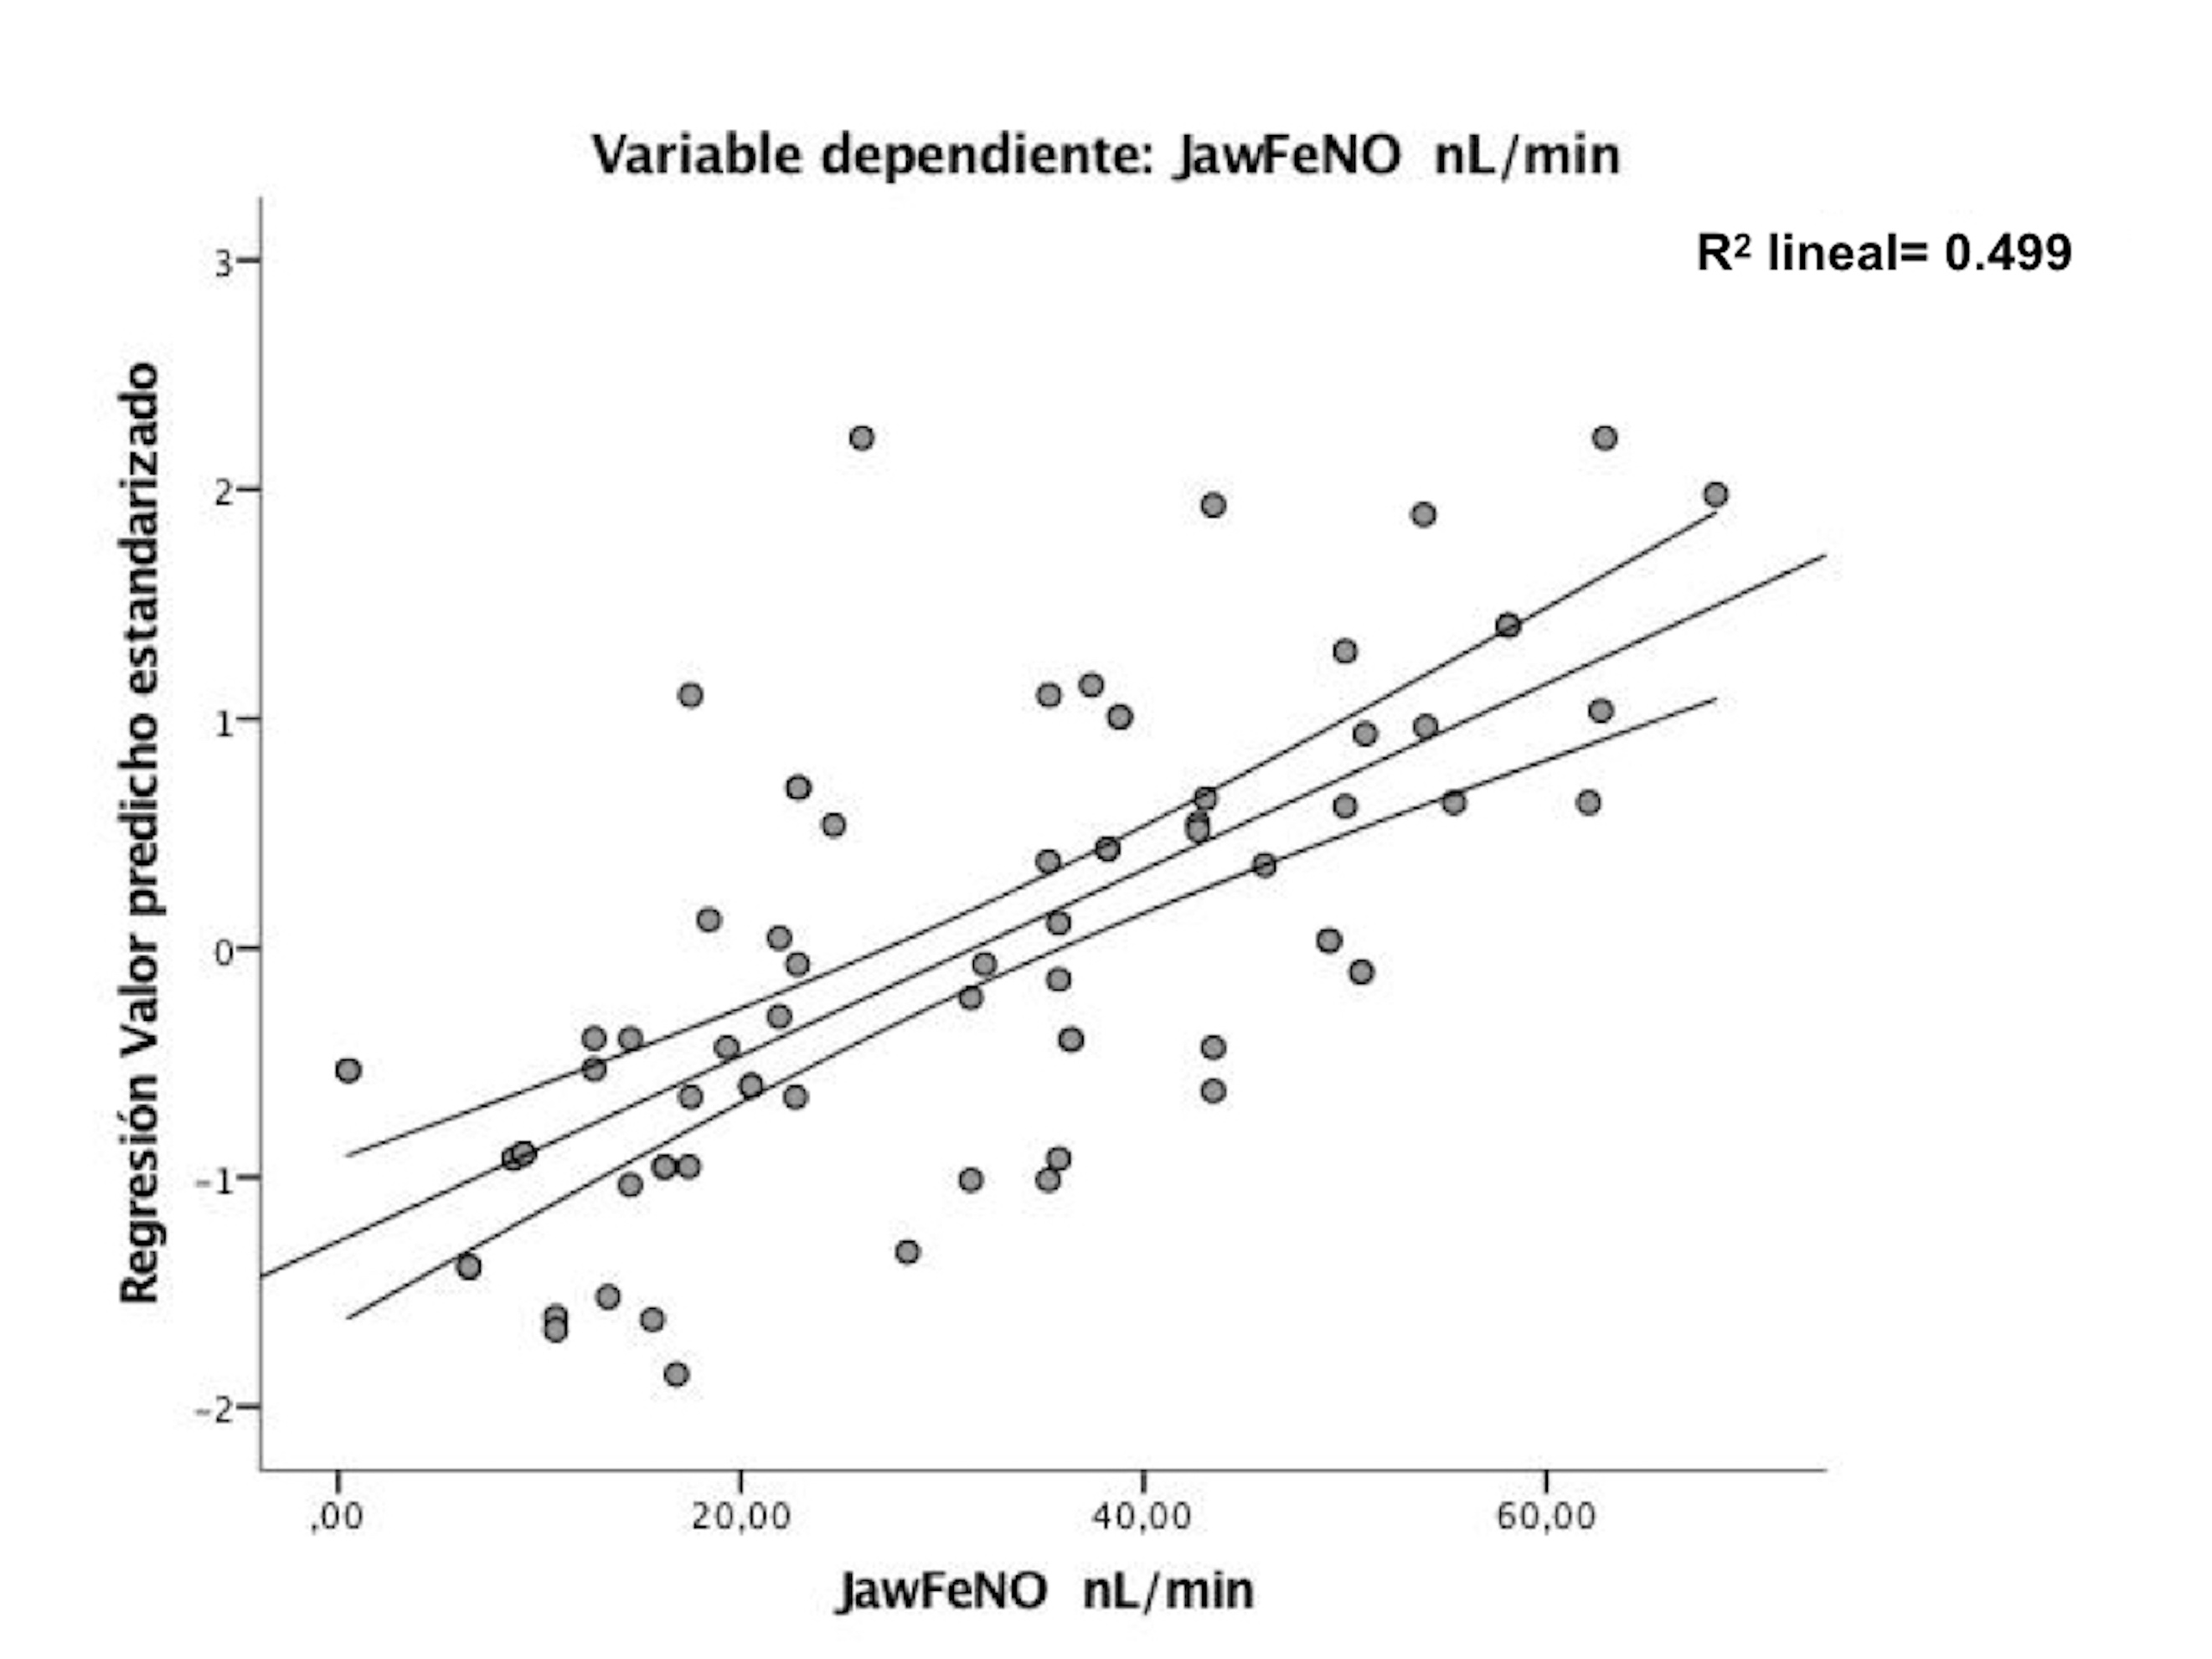 Variable dependiente: JawFeNO nL/min
R² lineal= 0.499
Regresión Valor predicho estandarizado
3
2
1
0
-1
-2
,00
20,00
40,00
60,00
JawFeNO nL/min